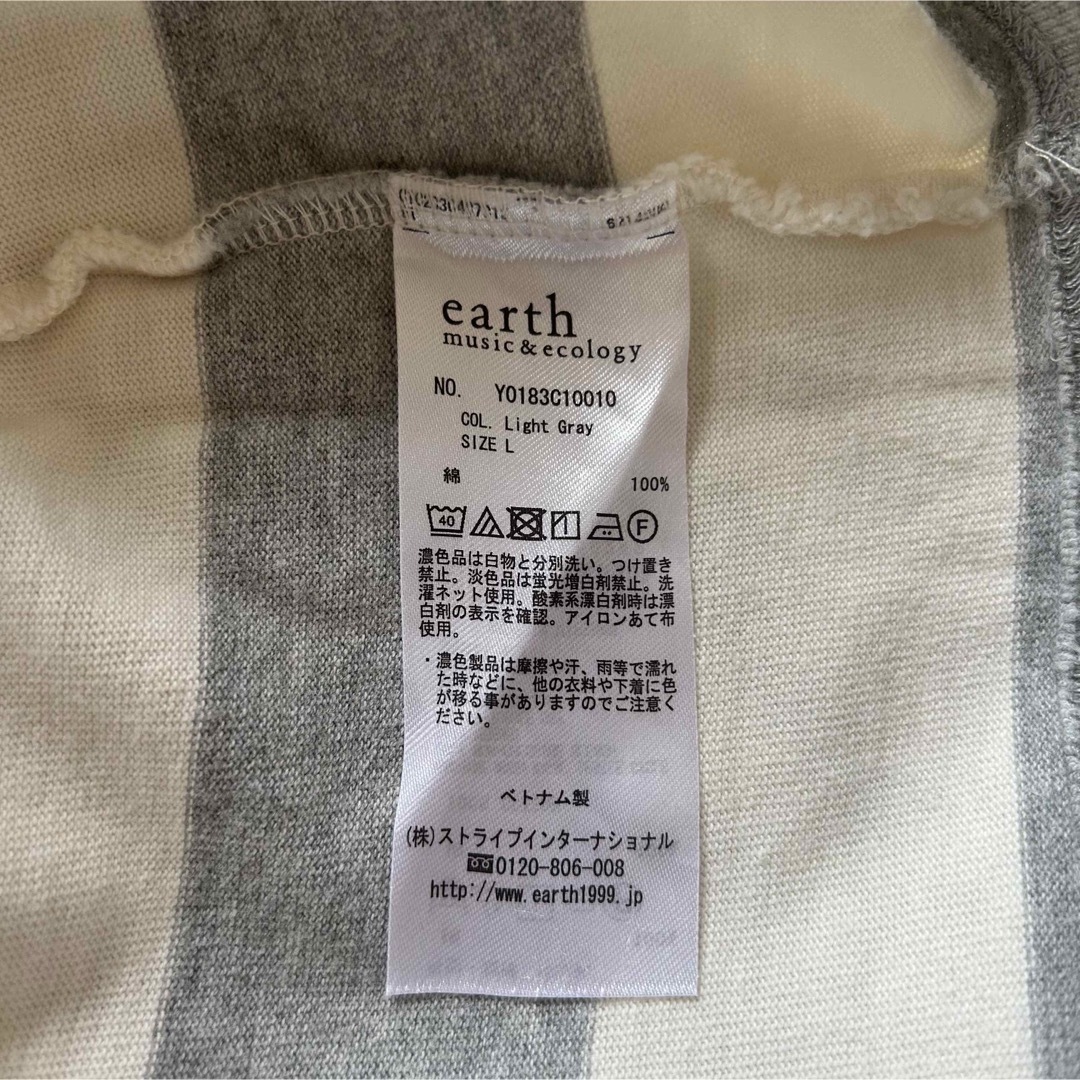 earth
music&ecology
NO. Y0183C10010
COL. Light Gray
SIZE L
綿 100%
40 F
濃色品は白物と分別洗い。つけ置き
禁止。淡色品は蛍光増白剤禁止。洗
濯ネット使用。酸素系漂白剤時は漂
白剤の表示を確認。アイロンあて布
使用。
・濃色製品は摩擦や汗、雨等で濡れ
た時などに、他の衣料や下着に色
が移る事がありますのでご注意く
ださい。
ベトナム製
(株)ストライプインターナショナル
0120-806-008
http://www.earth1999.jp